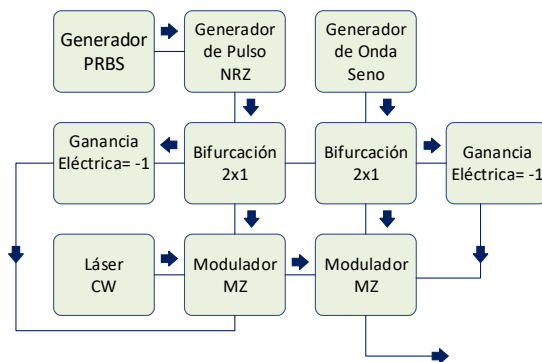 Generador
PRBS
Generador
de Pulso
NRZ
Generador
de Onda
Seno
Ganancia
Eléctrica= -1
Bifurcación
2x1
Bifurcación
2x1
Ganancia
Eléctrica= -1
Láser
CW
Modulador
MZ
Modulador
MZ